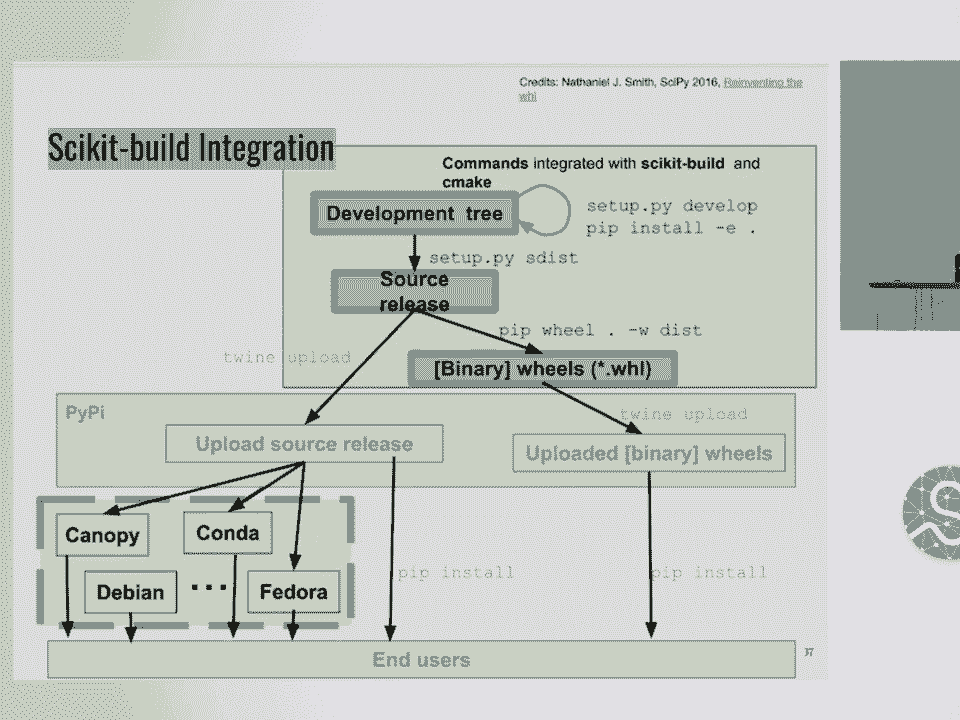 Credits: Nathaniel J. Smith, SciPy 2016, Reinventing the
whl
Scikit-build Integration
Commands integrated with scikit-build and
cmake
Development tree
setup.py develop
pip install -e .
setup.py sdist
Source
release
pip wheel . -w dist
twine upload
[Binary] wheels (*.whl)
PyPi
twine upload
Upload source release
Uploaded [binary] wheels
Canopy
Conda
Debian
...
Fedora
pip install
pip install
End users
17